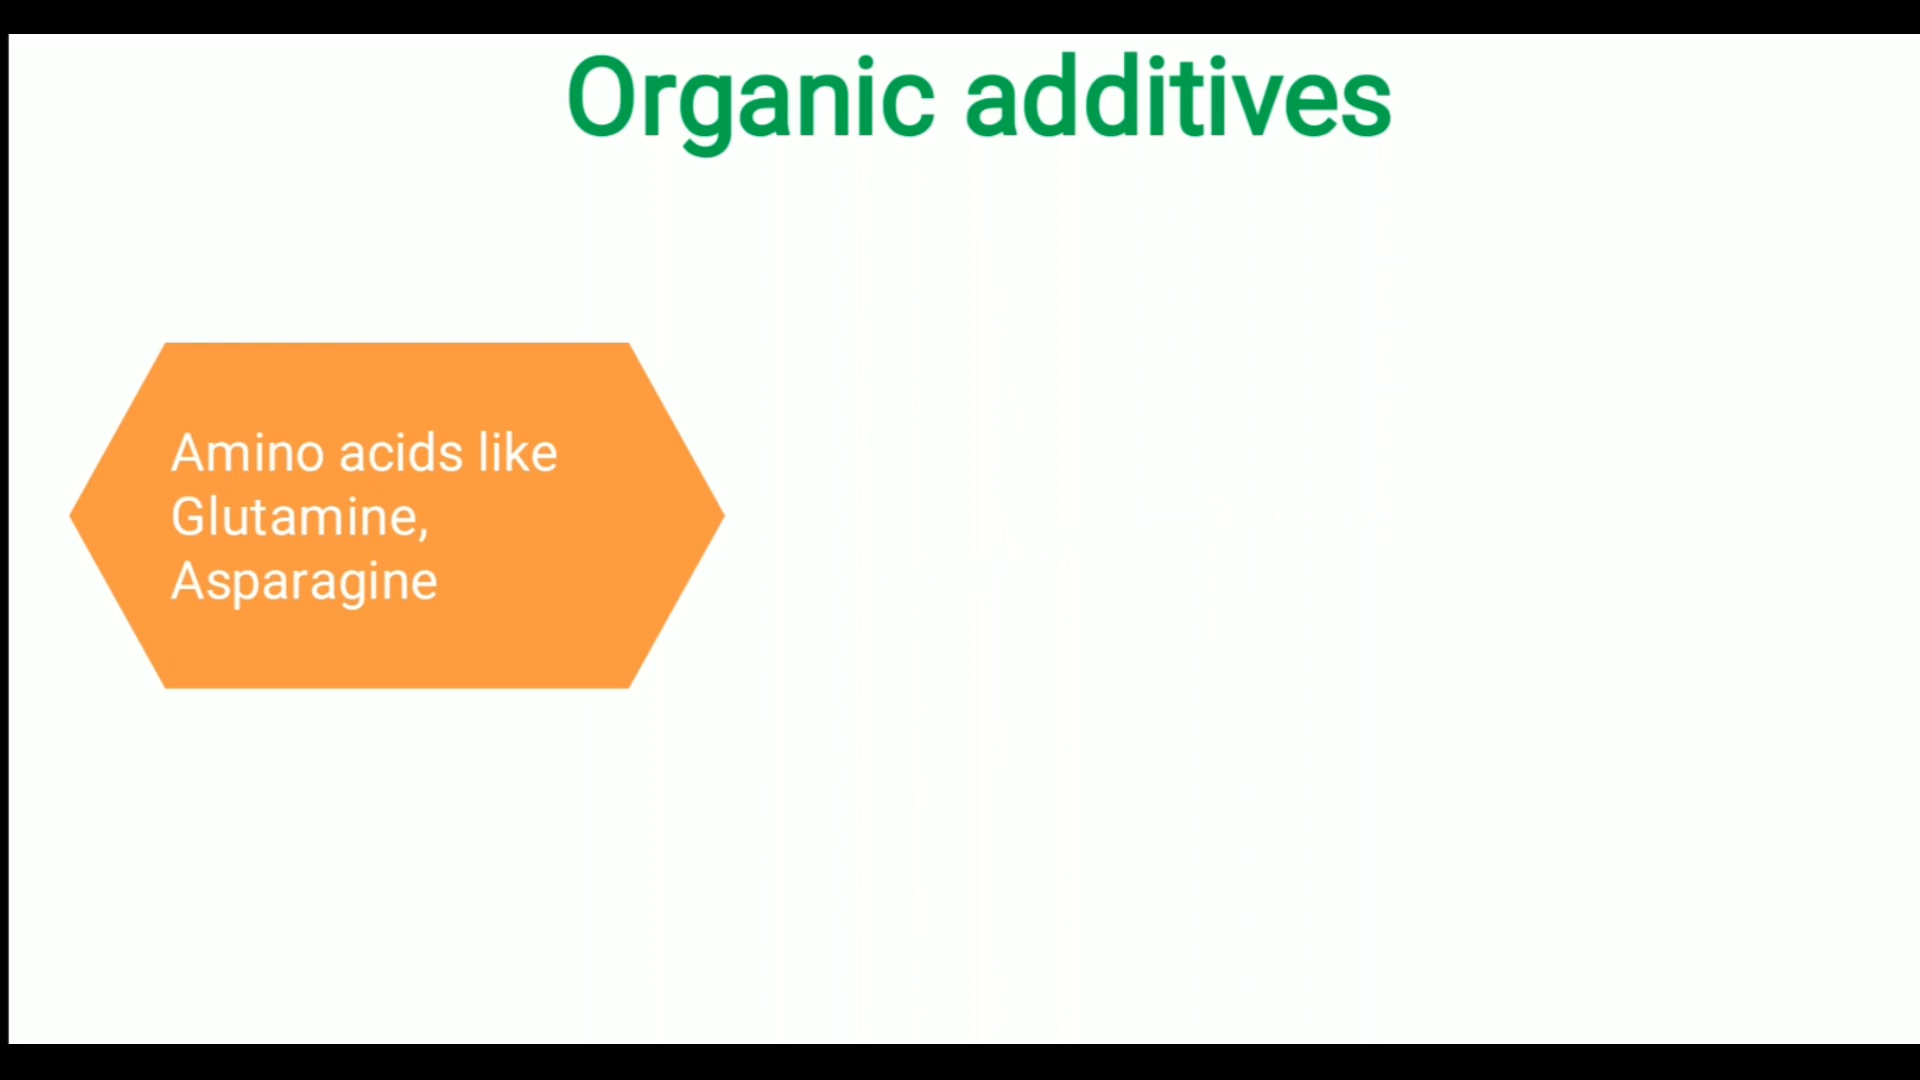 Organic additives
Amino acids like
Glutamine,
Asparagine